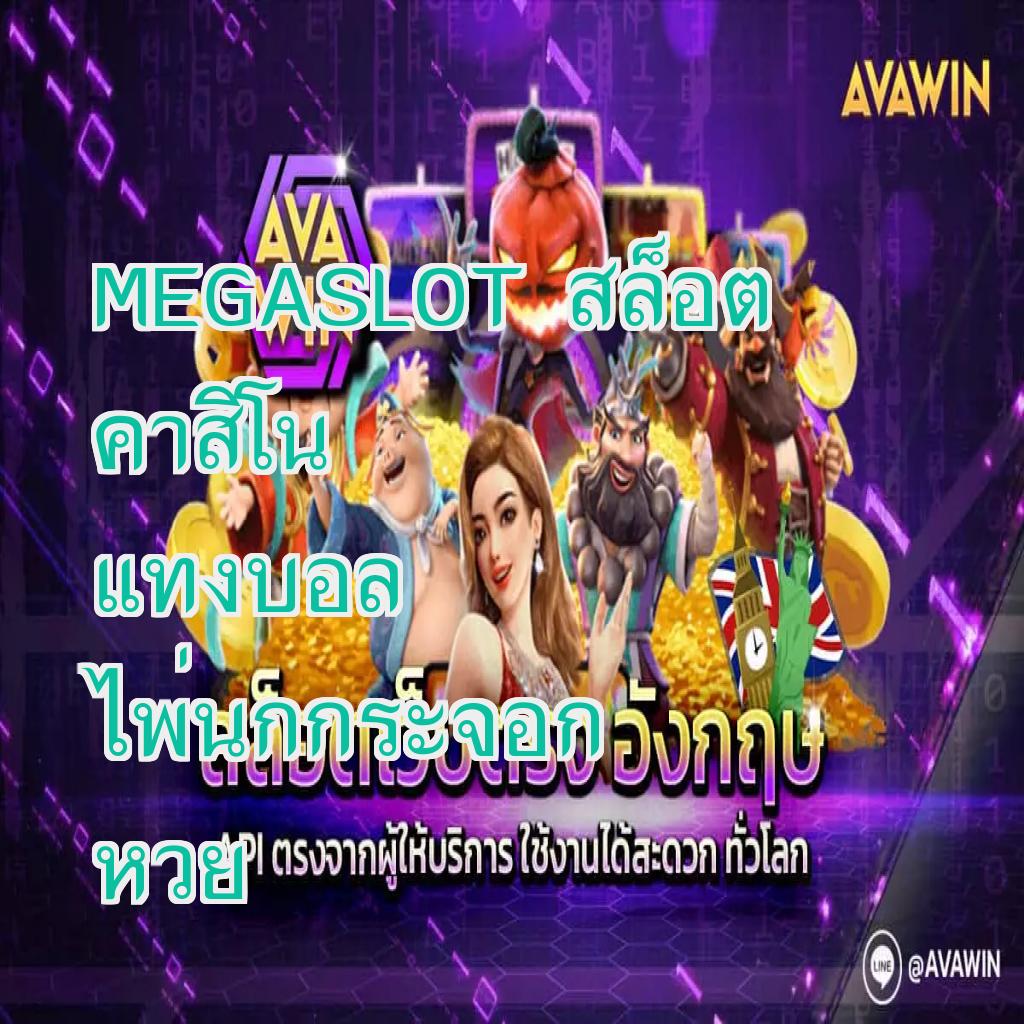 AVAWIN
AVA
WIN
MEGASLOT สล็อต
คาสิโน
แทงบอล
ไพ่นกกระจอก
อังกฤษ
หวย
API ตรงจากผู้ให้บริการ ใช้งานได้สะดวก ทั่วโลก
LINE @AVAWIN